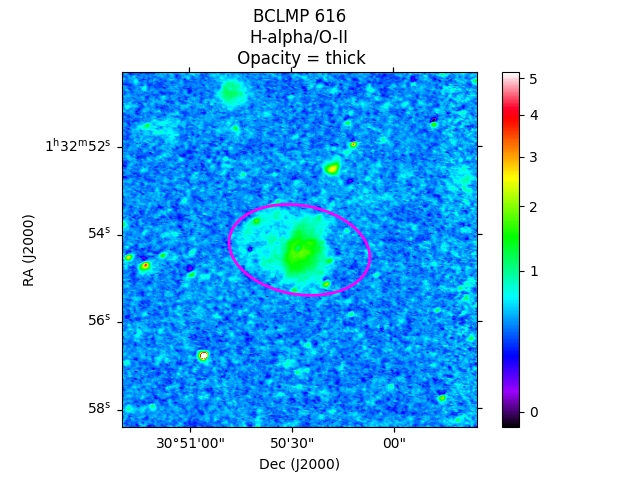 BCLMP 616
H-alpha/O-II
Opacity = thick
5
4
3
2
1
0
1ʰ32ᵐ52ˢ
54ˢ
56ˢ
58ˢ
RA (J2000)
30°51'00" 50'30" 00"
Dec (J2000)